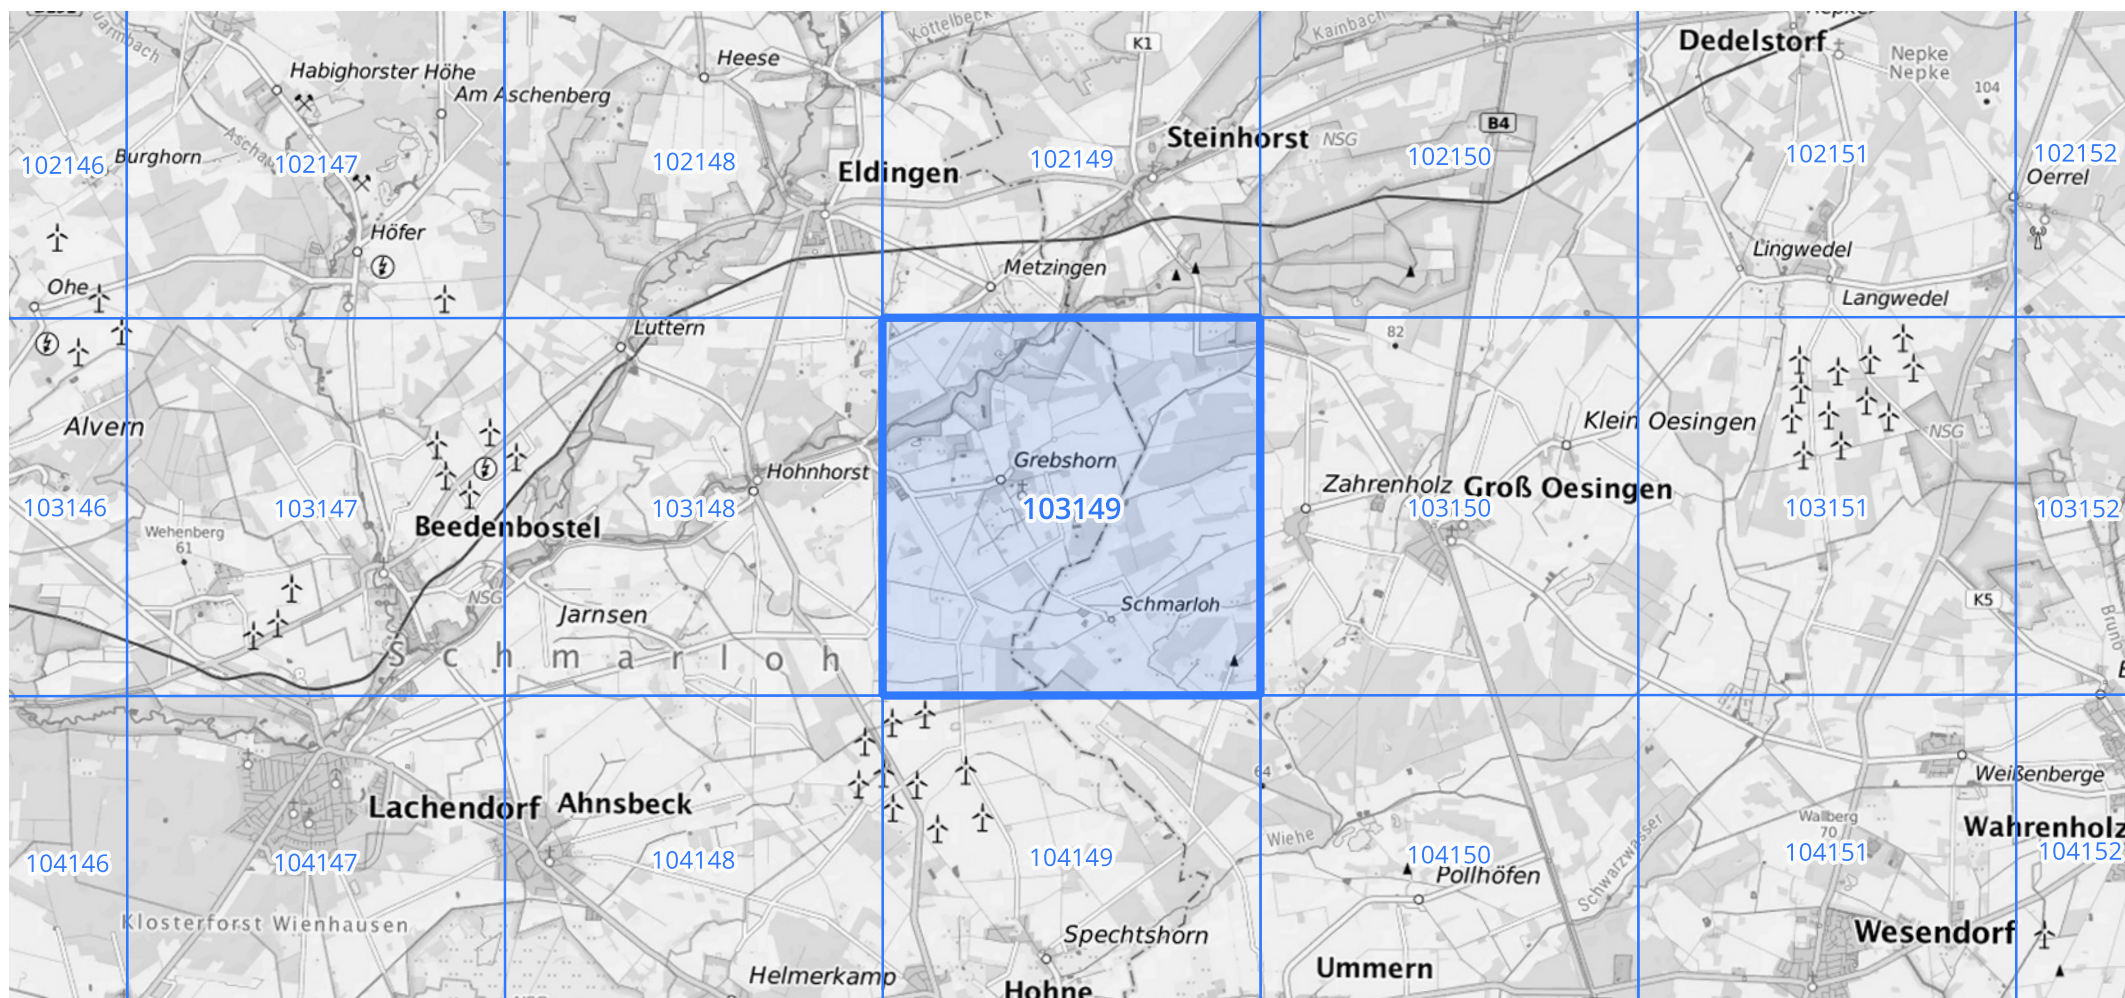 Köttelbeck
Kainbach
Dedelstorf
K1
Nepke
Nepke
Heese
Habighorster Höhe
Am Aschenberg
104
B4
Steinhorst
NSG
Burghorn
102146
102147
102148
102149
102150
102151
102152
Eldingen
Oerrel
Höfer
Lingwedel
Metzingen
Ohe
Langwedel
Luttern
82
Alvern
Klein Oesingen
NSG
Grebshorn
Hohnhorst
Zahrenholz
Groß Oesingen
103146
103147
103148
103149
103150
103151
103152
Beedenbostel
Wehenberg
61
NSG
K5
Jarnsen
Schmarloh
Schmarloh
64
Weißenberge
Lachendorf
Ahnsbeck
Wiehe
Wallberg
70
Wahrenholz
Schwarzwasser
104146
104147
104148
104149
104150
104151
104152
Pollhöfen
Klosterforst Wienhausen
Spechtshorn
Wesendorf
Helmerkamp
Ummern
Hohne